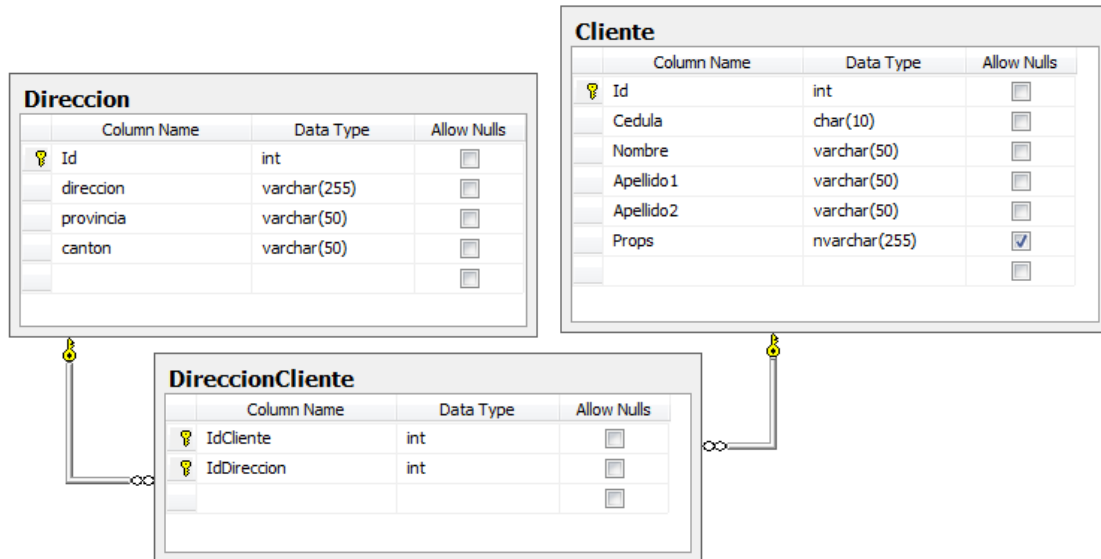 Cliente
Column Name Data Type Allow Nulls
Id int
Cedula char(10)
Nombre varchar(50)
Apellido1 varchar(50)
Apellido2 varchar(50)
Props nvarchar(255)
Direccion
Column Name Data Type Allow Nulls
Id int
direccion varchar(255)
provincia varchar(50)
canton varchar(50)
DireccionCliente
Column Name Data Type Allow Nulls
IdCliente int
IdDireccion int